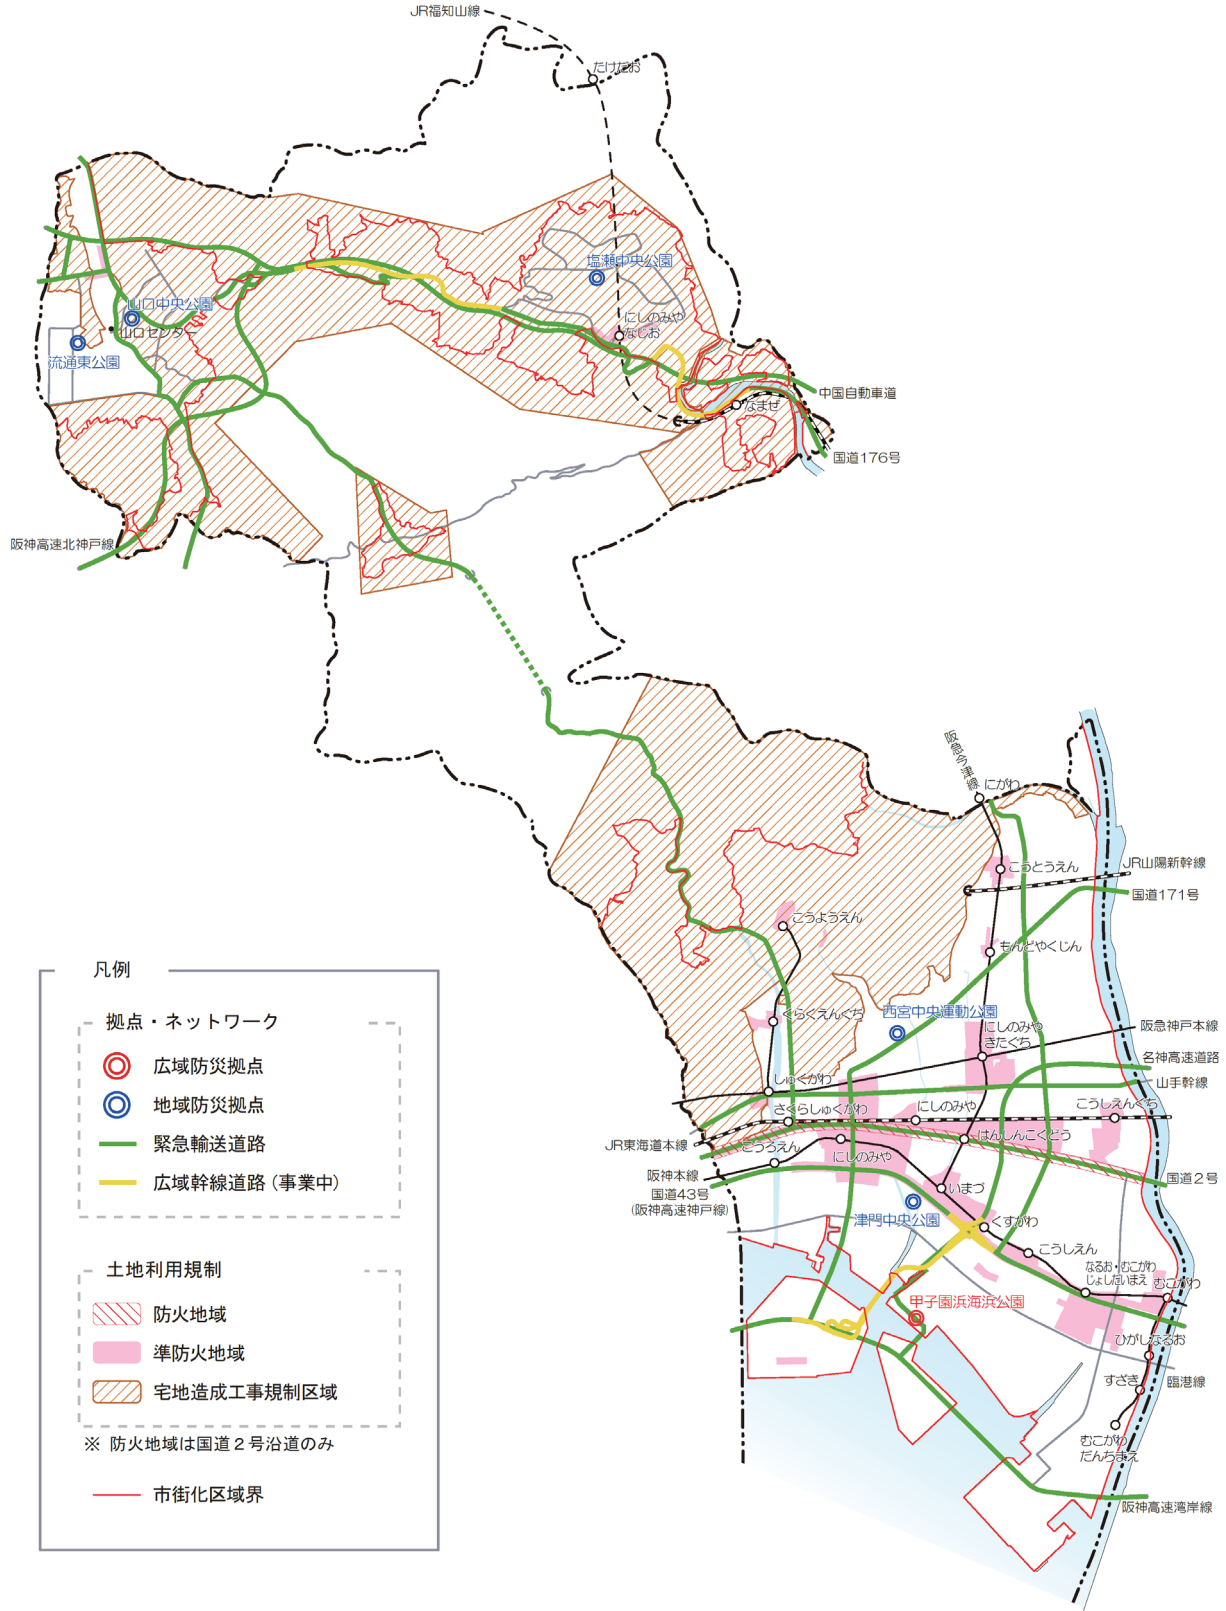 JR福知山線
たけだお
塩瀬中央公園
山口中央公園
山口センター
にしのみや
なじお
流通東公園
中国自動車道
なまぜ
国道176号
阪神高速北神戸線
阪急今津線
にがわ
こうとうえん
JR山陽新幹線
国道171号
こうようえん
もんどやくじん
くらくえんぐち
西宮中央運動公園
にしのみや
きたぐち
阪急神戸本線
名神高速道路
しゅくがわ
山手幹線
さくらしゅくがわ
にしのみや
こうしえんぐち
JR東海道本線
こうろえん
にしのみや
はんしんこくどう
阪神本線
国道2号
国道43号
(阪神高速神戸線)
いまづ
津門中央公園
くすがわ
こうしえん
なるお・むこがわ
じょしだいまえ
むこがわ
甲子園浜海浜公園
ひがしなるお
すざき
臨港線
むこがわ
だんちまえ
阪神高速湾岸線
凡例
拠点・ネットワーク
広域防災拠点
地域防災拠点
緊急輸送道路
広域幹線道路(事業中)
土地利用規制
防火地域
準防火地域
宅地造成工事規制区域
※ 防火地域は国道2号沿道のみ
市街化区域界